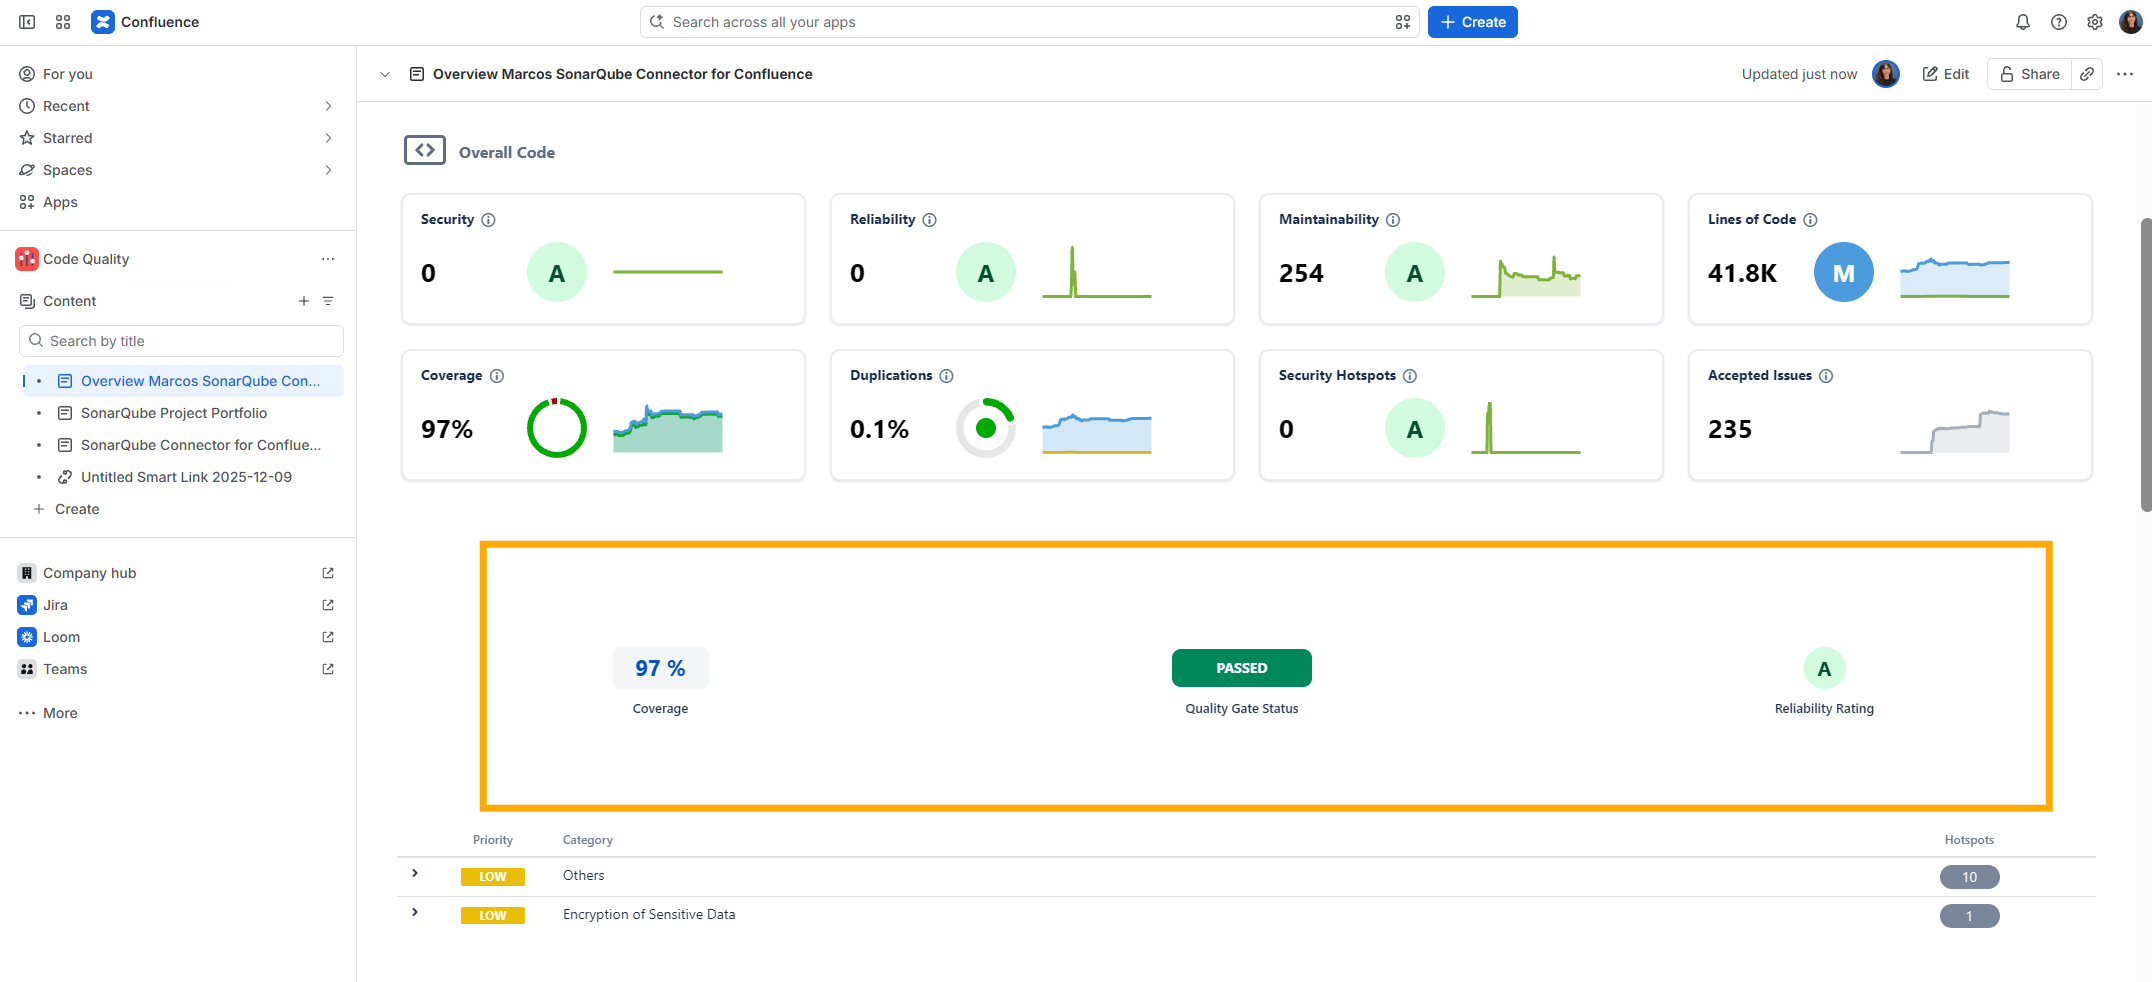 Confluence
Search across all your apps
Create
For you
Recent
Starred
Spaces
Apps
Code Quality
Content
Search by title
Overview Marcos SonarQube Con...
SonarQube Project Portfolio
SonarQube Connector for Conflue...
Untitled Smart Link 2025-12-09
Create
Company hub
Jira
Loom
Teams
More
Overview Marcos SonarQube Connector for Confluence
Updated just now
Edit
Share
Overall Code
Security
0
A
Reliability
0
A
Maintainability
254
A
Lines of Code
41.8K
M
Coverage
97%
Duplications
0.1%
Security Hotspots
0
A
Accepted Issues
235
97 %
Coverage
PASSED
Quality Gate Status
A
Reliability Rating
Priority Category Hotspots
LOW Others 10
LOW Encryption of Sensitive Data 1